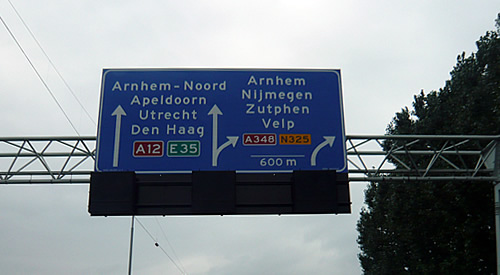 Arnhem-Noord
Apeldoorn
Utrecht
Den Haag
A12 E35
Arnhem
Nijmegen
Zutphen
Velp
A348 N325
600 m